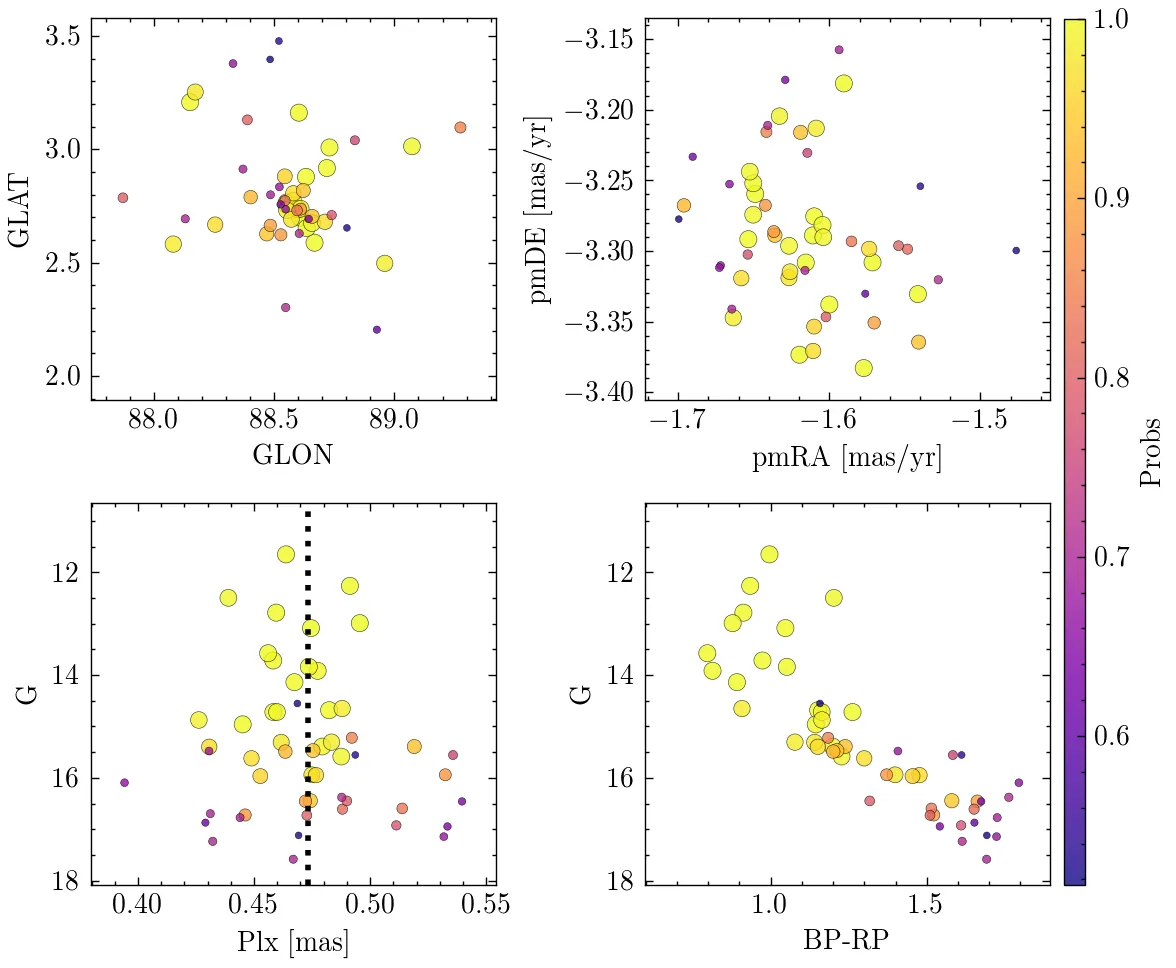 3.5
3.0
2.5
2.0
GLAT
88.0 88.5 89.0
GLON
−3.15
−3.20
−3.25
−3.30
−3.35
−3.40
pmDE [mas/yr]
−1.7 −1.6 −1.5
pmRA [mas/yr]
12
14
16
18
G
0.40 0.45 0.50 0.55
Plx [mas]
12
14
16
18
G
1.0 1.5
BP-RP
1.0
0.9
0.8
0.7
0.6
Probs